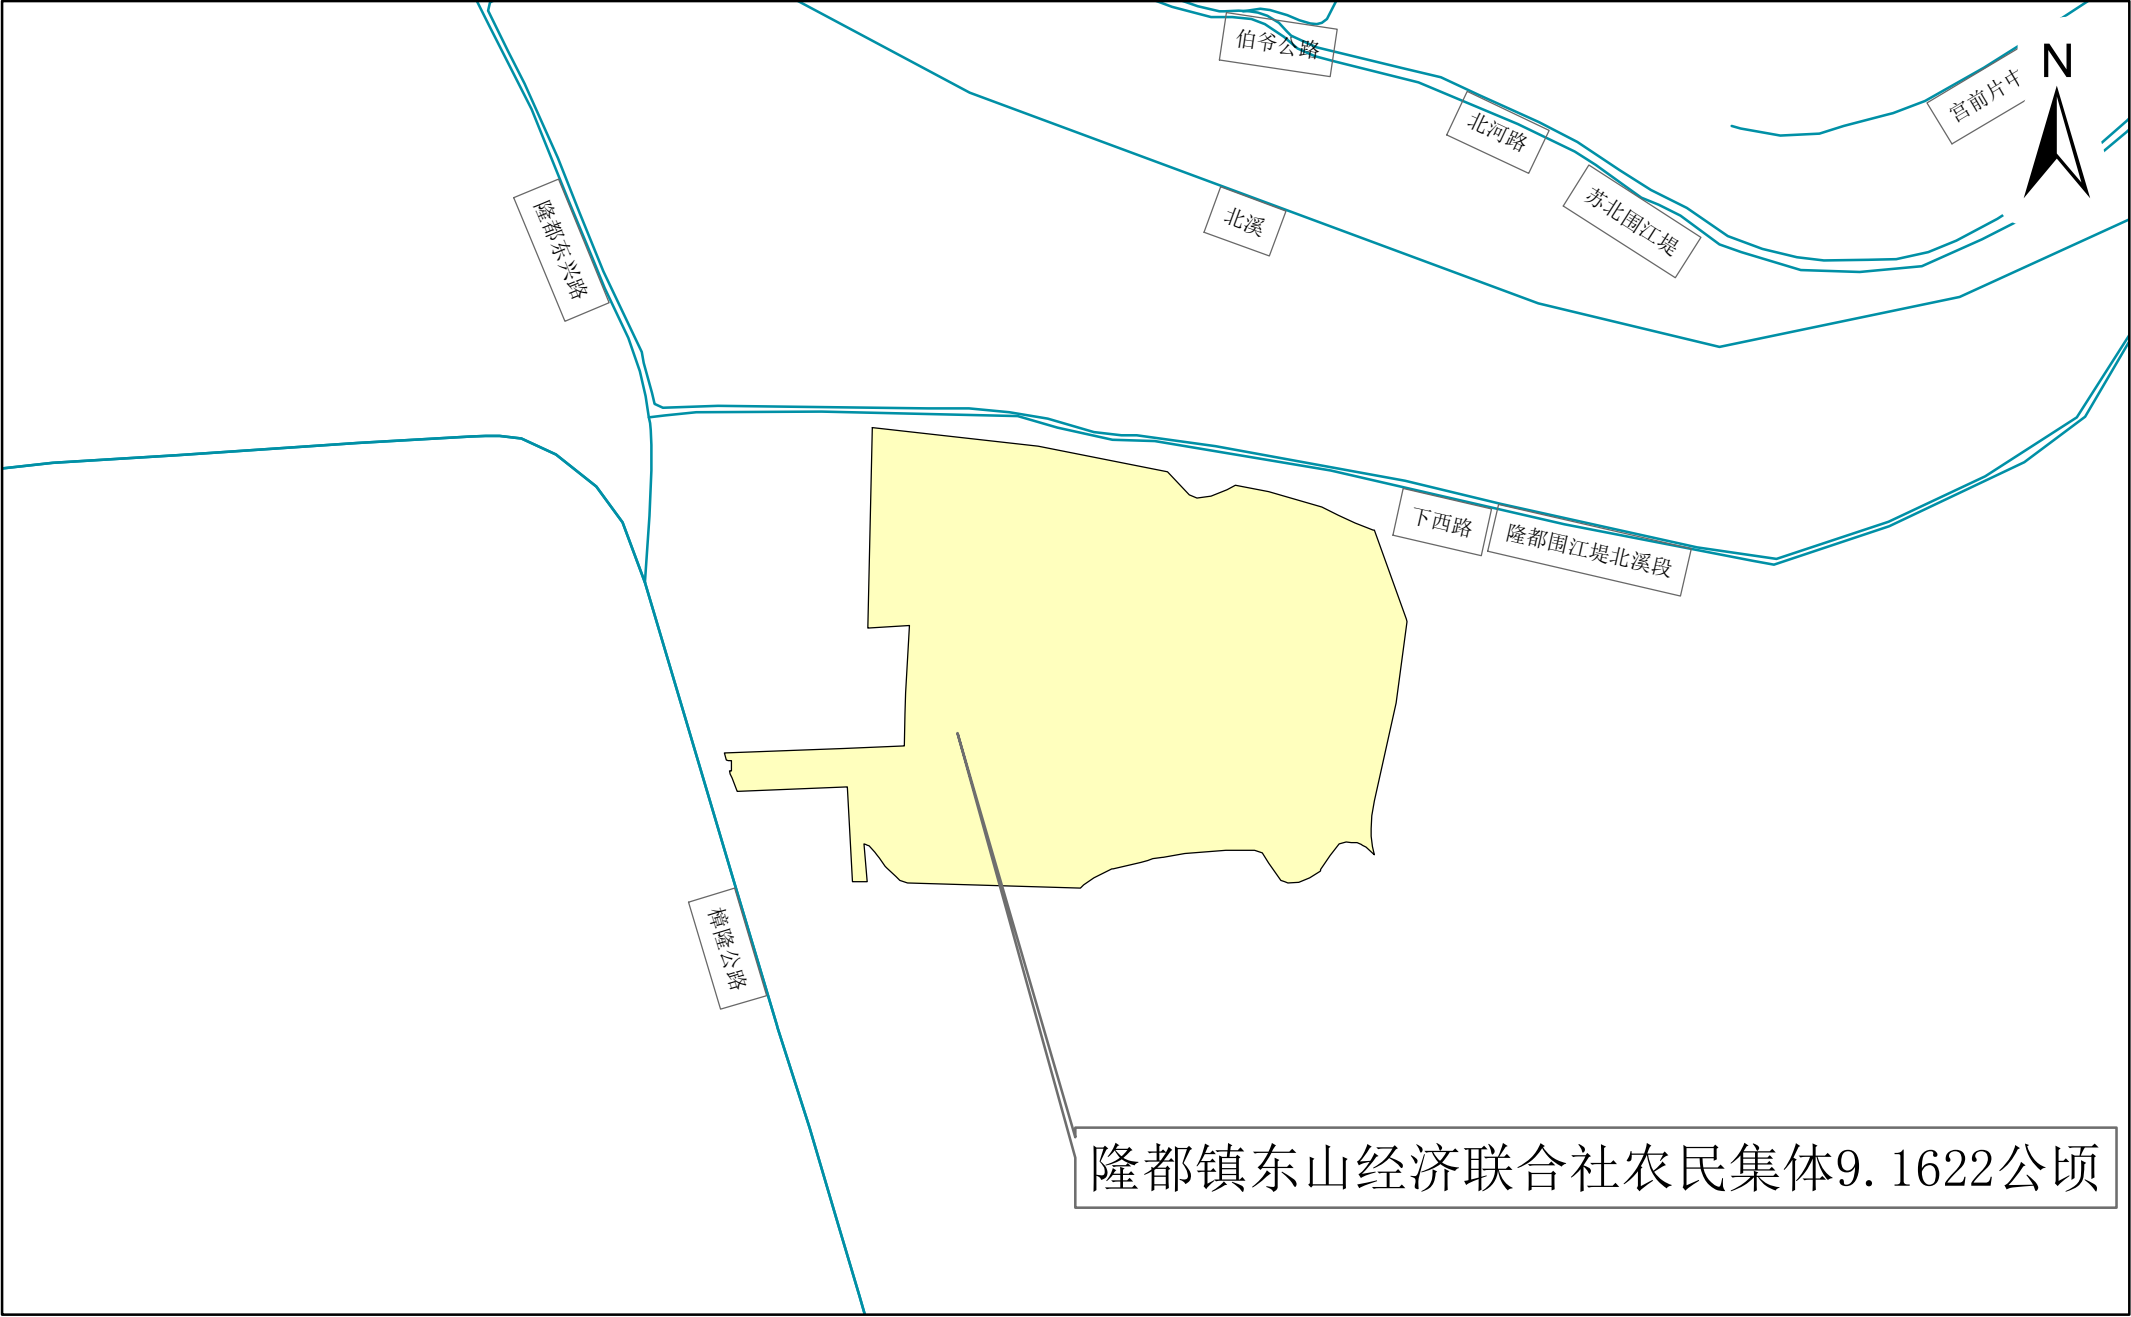 伯爷公路
N
宫前片
北河路
苏北围江堤
北溪
隆都东兴路
下西路
隆都围江堤北溪段
樟隆公路
隆都镇东山经济联合社农民集体9.1622公顷